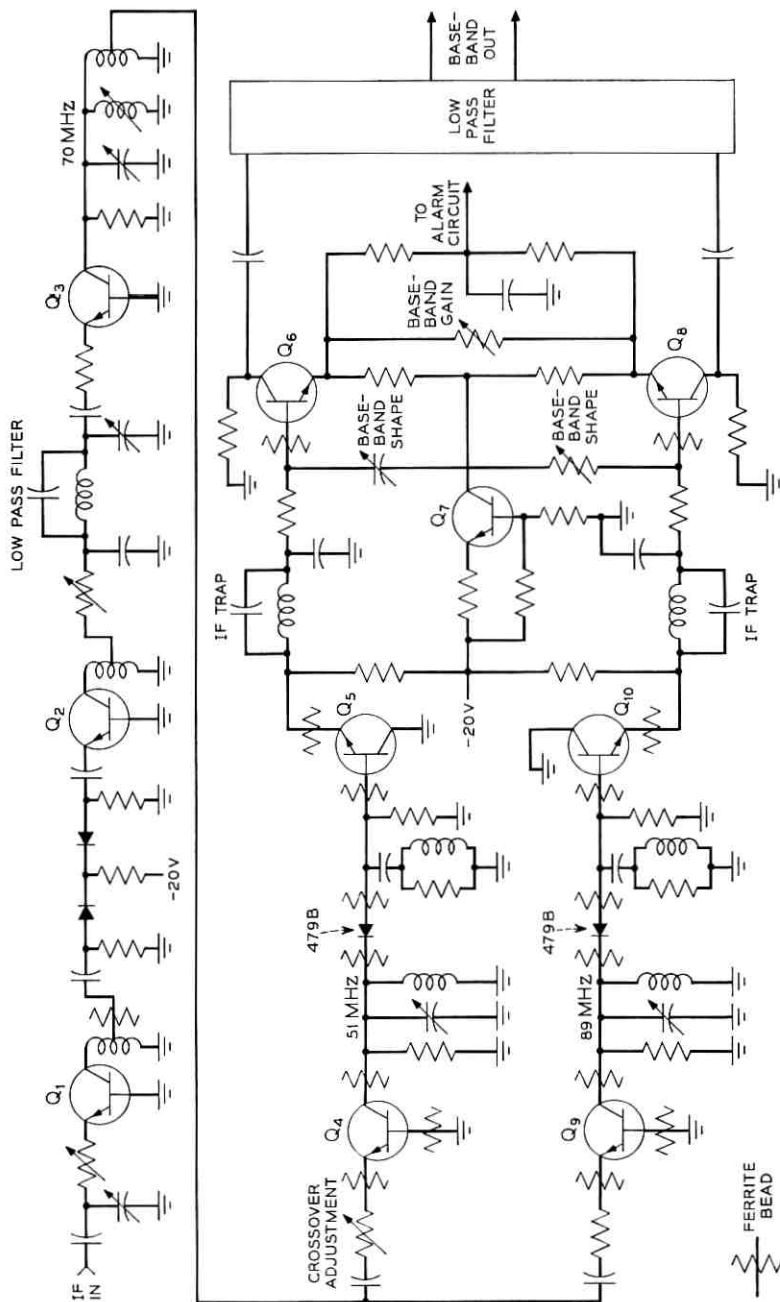 IF
IN
Q1
-20V
Q2
LOW PASS FILTER
Q3
70 MHz
CROSSOVER
ADJUSTMENT
Q4
51 MHz
479B
Q5
IF TRAP
-20V
Q7
BASE-
BAND
SHAPE
BASE-
BAND
SHAPE
Q6
BASE-
BAND
GAIN
TO
ALARM
CIRCUIT
LOW
PASS
FILTER
BASE-
BAND
OUT
Q9
89 MHz
479B
Q10
IF TRAP
Q8
FERRITE
BEAD